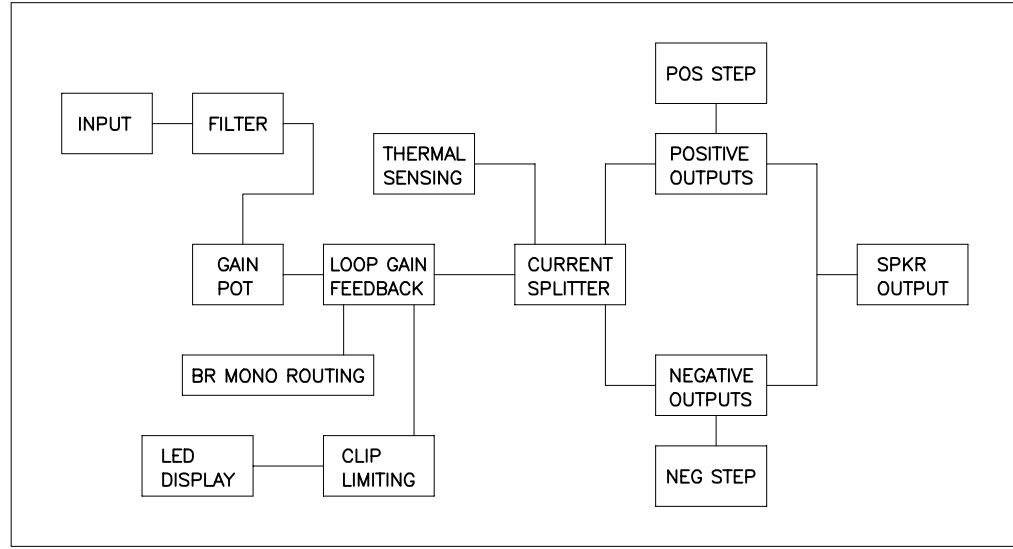 POS STEP
INPUT
FILTER
THERMAL
SENSING
POSITIVE
OUTPUTS
GAIN
POT
LOOP GAIN
FEEDBACK
CURRENT
SPLITTER
SPKR
OUTPUT
BR MONO ROUTING
NEGATIVE
OUTPUTS
LED
DISPLAY
CLIP
LIMITING
NEG STEP